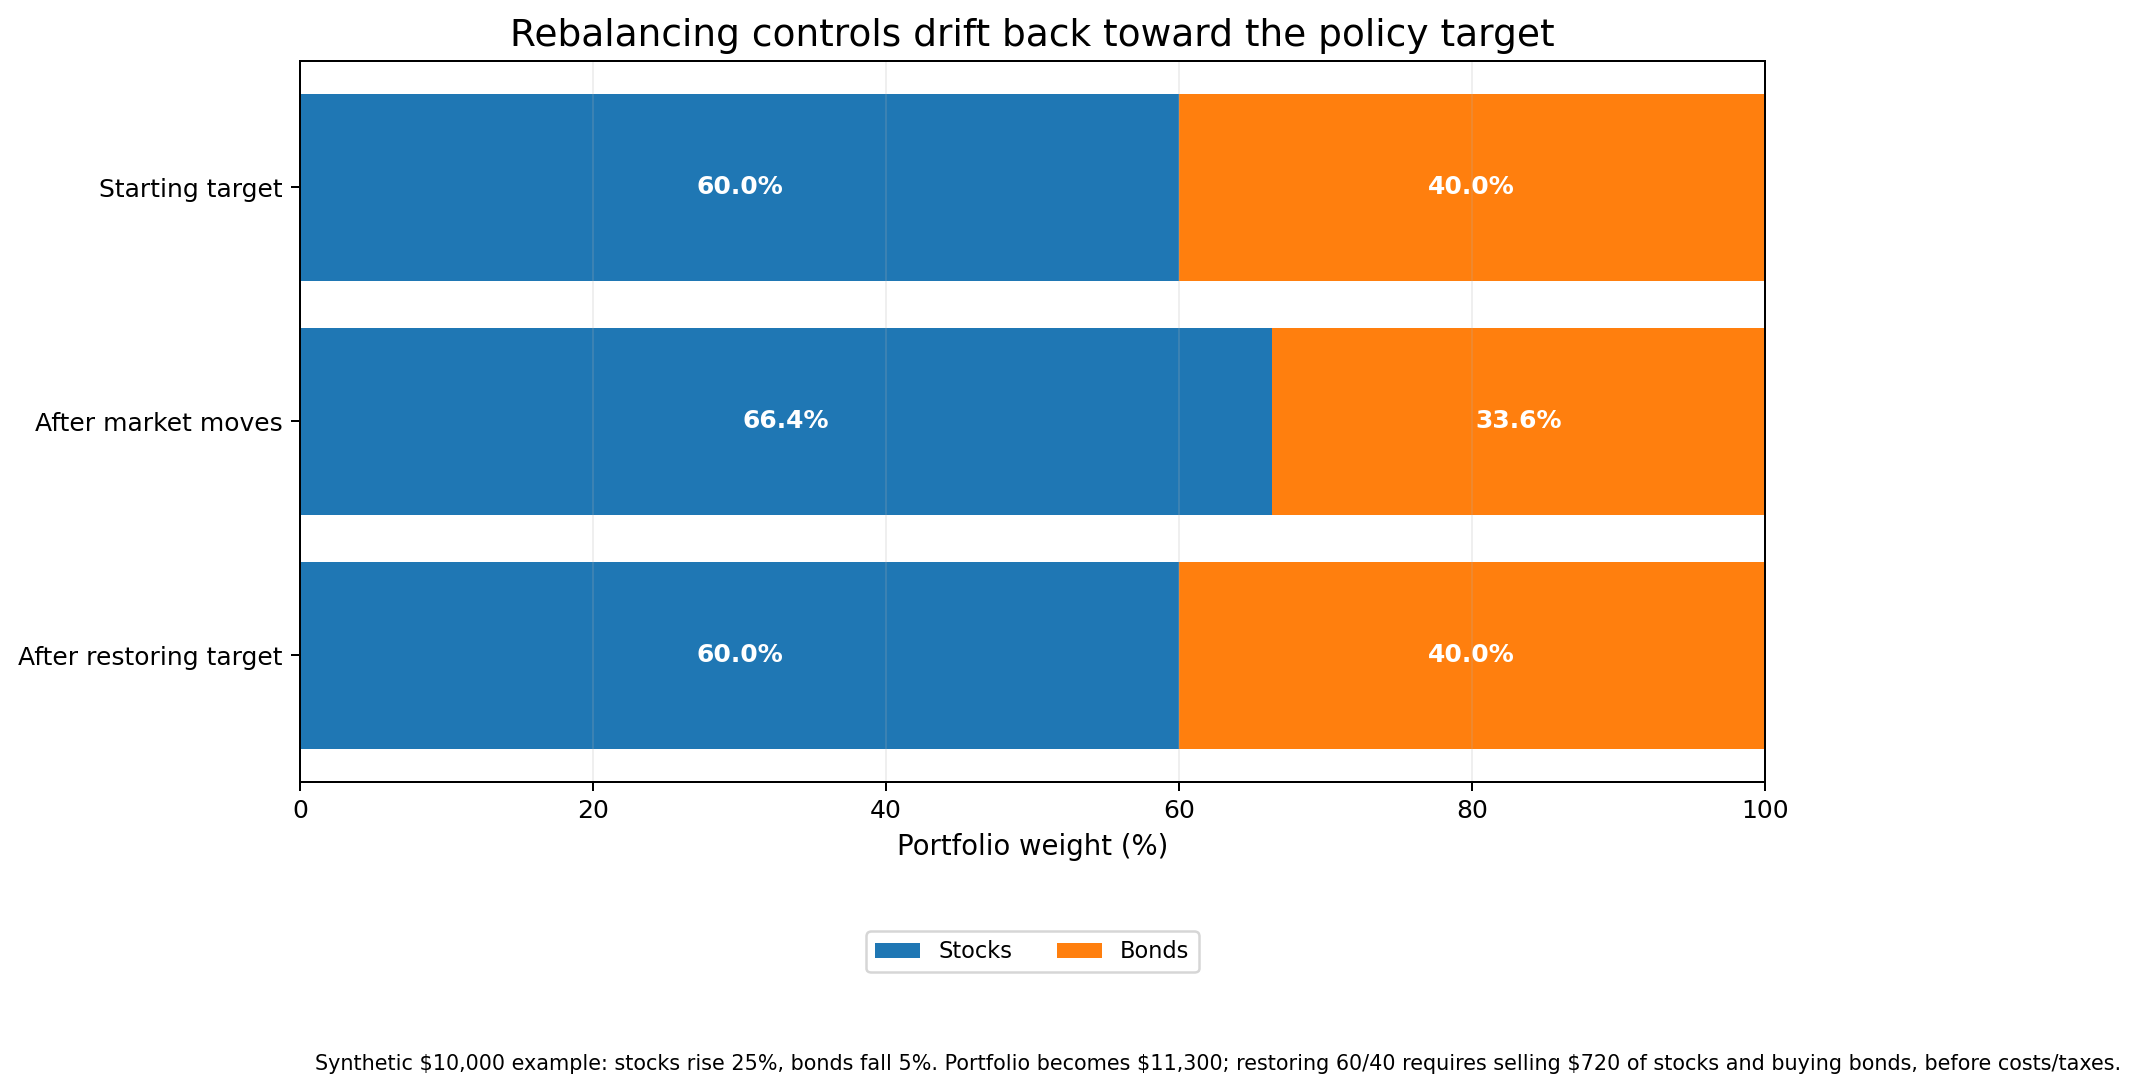 Rebalancing controls drift back toward the policy target
Starting target
60.0%
40.0%
After market moves
66.4%
33.6%
After restoring target
60.0%
40.0%
0
20
40
60
80
100
Portfolio weight (%)
Stocks
Bonds
Synthetic $10,000 example: stocks rise 25%, bonds fall 5%. Portfolio becomes $11,300; restoring 60/40 requires selling $720 of stocks and buying bonds, before costs/taxes.